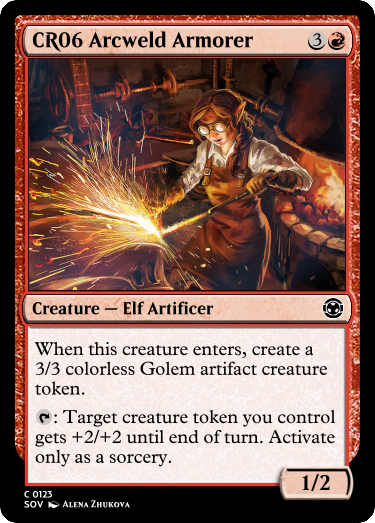 CR06 Arcweld Armorer 3
Creature — Elf Artificer
When this creature enters, create a
3/3 colorless Golem artifact creature
token.
: Target creature token you control
gets +2/+2 until end of turn. Activate
only as a sorcery.
1/2
C 0123
SOV Alena Zhukova